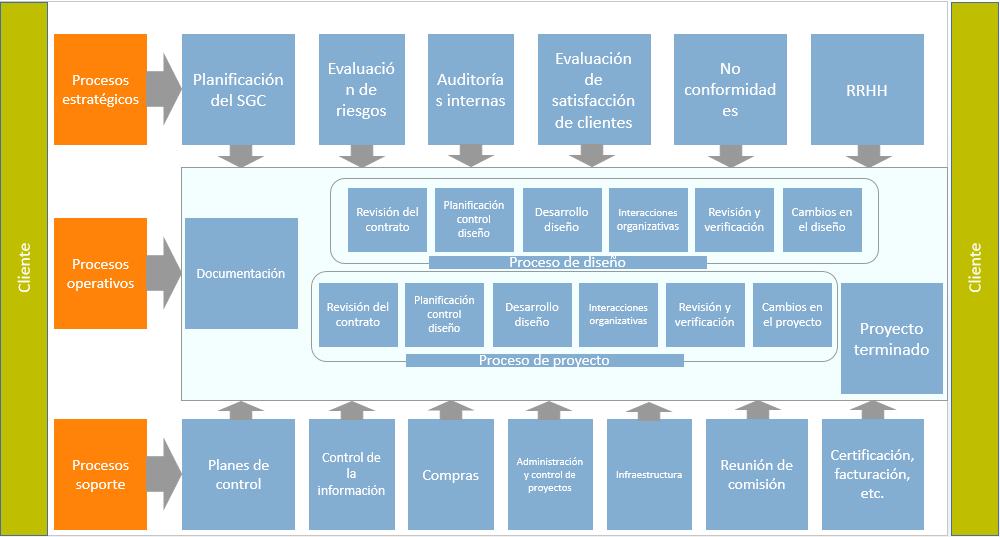 Cliente
Procesos
estratégicos
Planificación
del SGC
Evaluació
n de
riesgos
Auditoría
s internas
Evaluación
de
satisfacción
de clientes
No
conformidad
es
RRHH
Procesos
operativos
Documentación
Revisión del
contrato
Planificación
control
diseño
Desarrollo
diseño
Interacciones
organizativas
Revisión y
verificación
Cambios en
el diseño
Proceso de diseño
Revisión del
contrato
Planificación
control
diseño
Desarrollo
diseño
Interacciones
organizativas
Revisión y
verificación
Cambios en
el proyecto
Proceso de proyecto
Proyecto
terminado
Procesos
soporte
Planes de
control
Control de
la
información
Compras
Administración
y control de
proyectos
Infraestructura
Reunión de
comisión
Certificación,
facturación,
etc.
Cliente